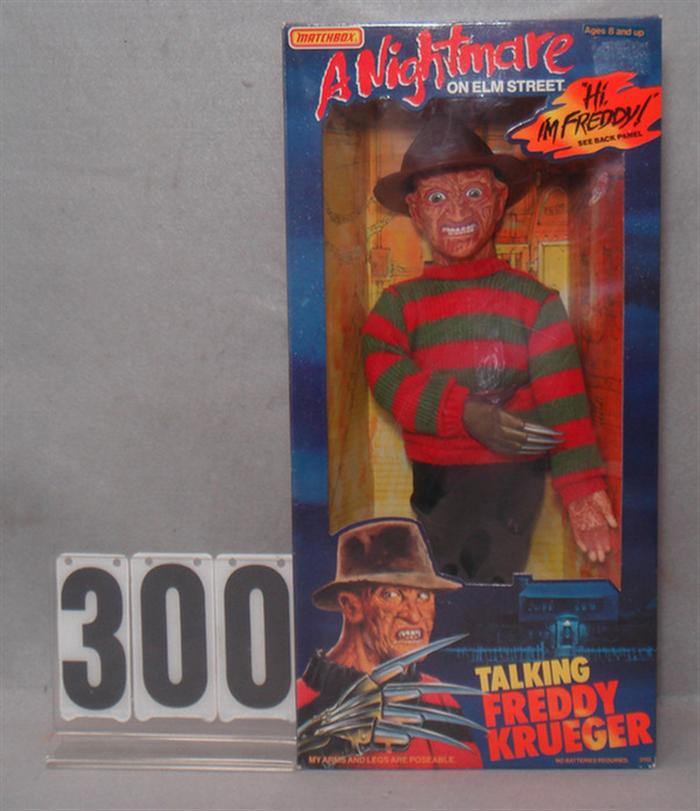 MATCHBOX
Ages 8 and up
A Nightmare
ON ELM STREET
"Hi,
I'M FREDDY!"
SEE BACK PANEL
300
TALKING
FREDDY
KRUEGER
MY ARMS AND LEGS ARE POSEABLE.
NO BATTERIES REQUIRED.